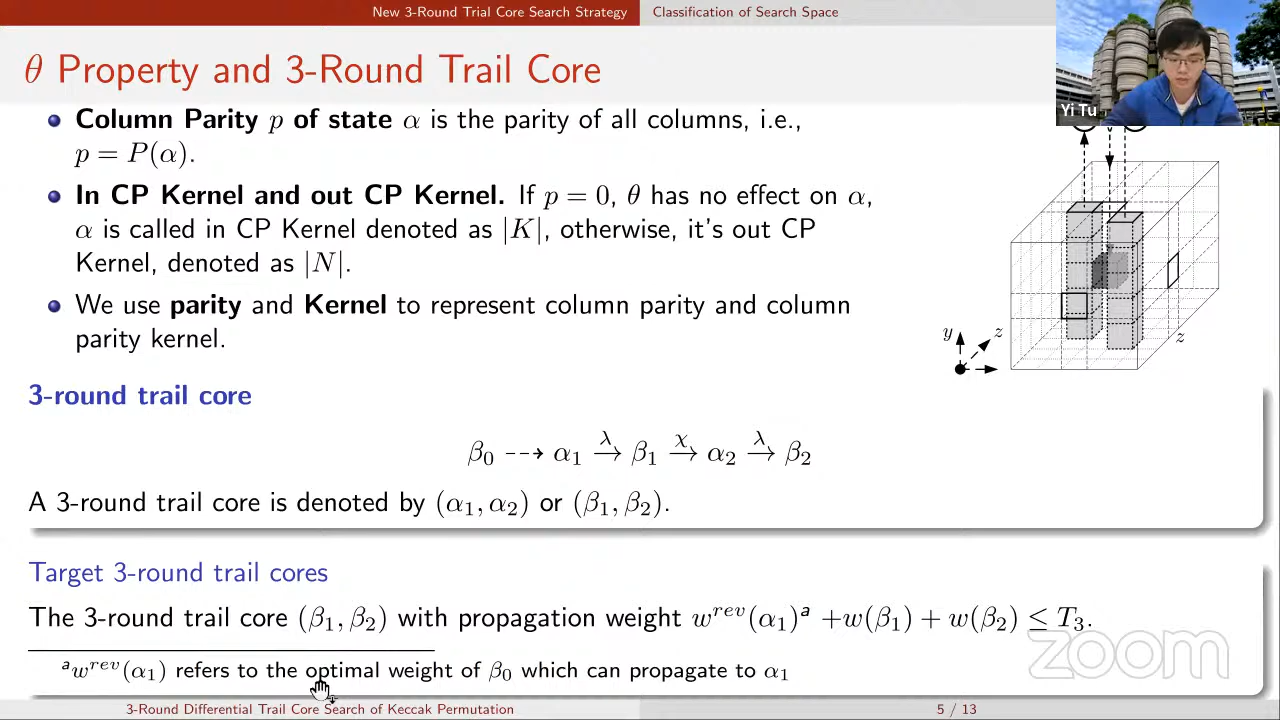 New 3-Round Trial Core Search Strategy Classification of Search Space
θ Property and 3-Round Trail Core
Yi Tu
Column Parity p of state α is the parity of all columns, i.e.,
p = P(α).
In CP Kernel and out CP Kernel. If p = 0, θ has no effect on α,
α is called in CP Kernel denoted as |K|, otherwise, it's out CP
Kernel, denoted as |N|.
We use parity and Kernel to represent column parity and column
parity kernel.
y z z
3-round trail core
β₀ ⇢ α₁ →^λ β₁ →^χ α₂ →^λ β₂
A 3-round trail core is denoted by (α₁, α₂) or (β₁, β₂).
Target 3-round trail cores
The 3-round trail core (β₁, β₂) with propagation weight w^{rev}(α₁)ᵃ +w(β₁) + w(β₂) ≤ T₃.
ᵃw^{rev}(α₁) refers to the optimal weight of β₀ which can propagate to α₁
zoom
3-Round Differential Trail Core Search of Keccak Permutation 5 / 13